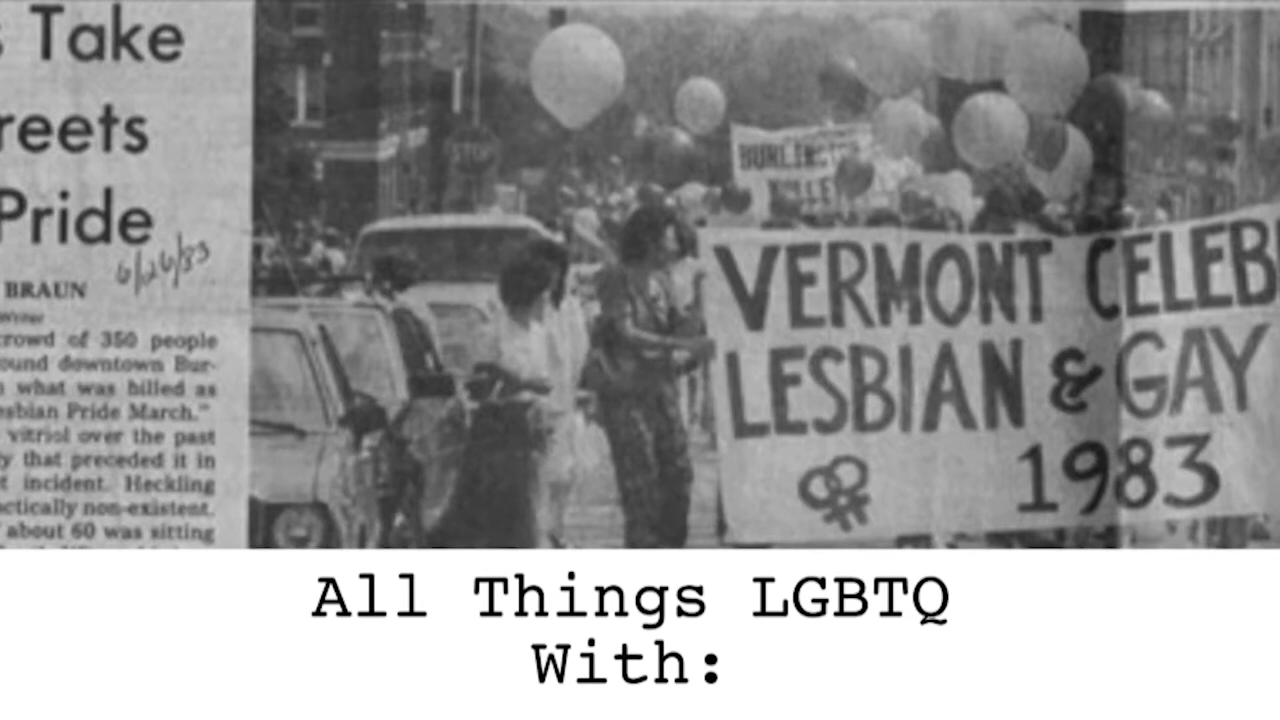 Take
reets
Pride
6/26/83
BRAUN
crowd of 350 people
ound downtown Bur-
what was billed as
esbian Pride March."
vitriol over the past
y that preceded it in
t incident. Heckling
actically non-existent.
about 60 was sitting
STOP
VERMONT CELEB
LESBIAN & GAY
1983
All Things LGBTQ
With: